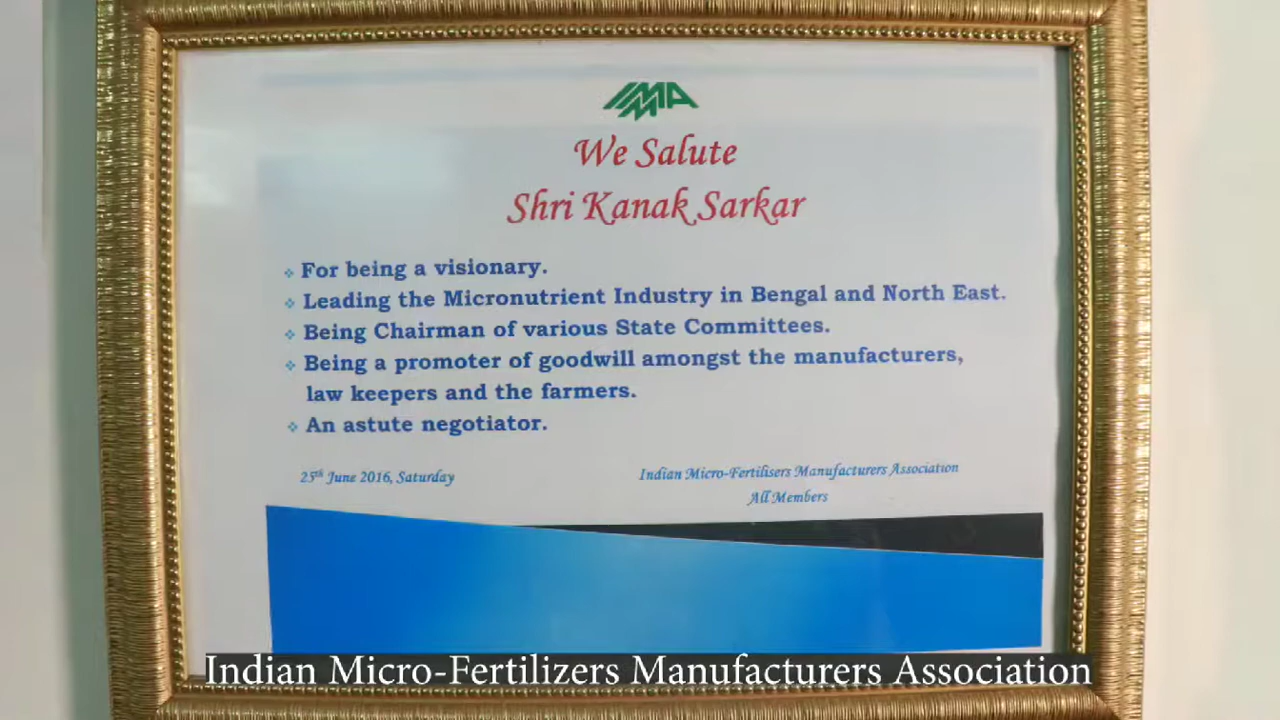 IMMA
We Salute
Shri Kanak Sarkar
For being a visionary.
Leading the Micronutrient Industry in Bengal and North East.
Being Chairman of various State Committees.
Being a promoter of goodwill amongst the manufacturers,
law keepers and the farmers.
An astute negotiator.
25th June 2016, Saturday
Indian Micro-Fertilisers Manufacturers Association
All Members
Indian Micro-Fertilizers Manufacturers Association